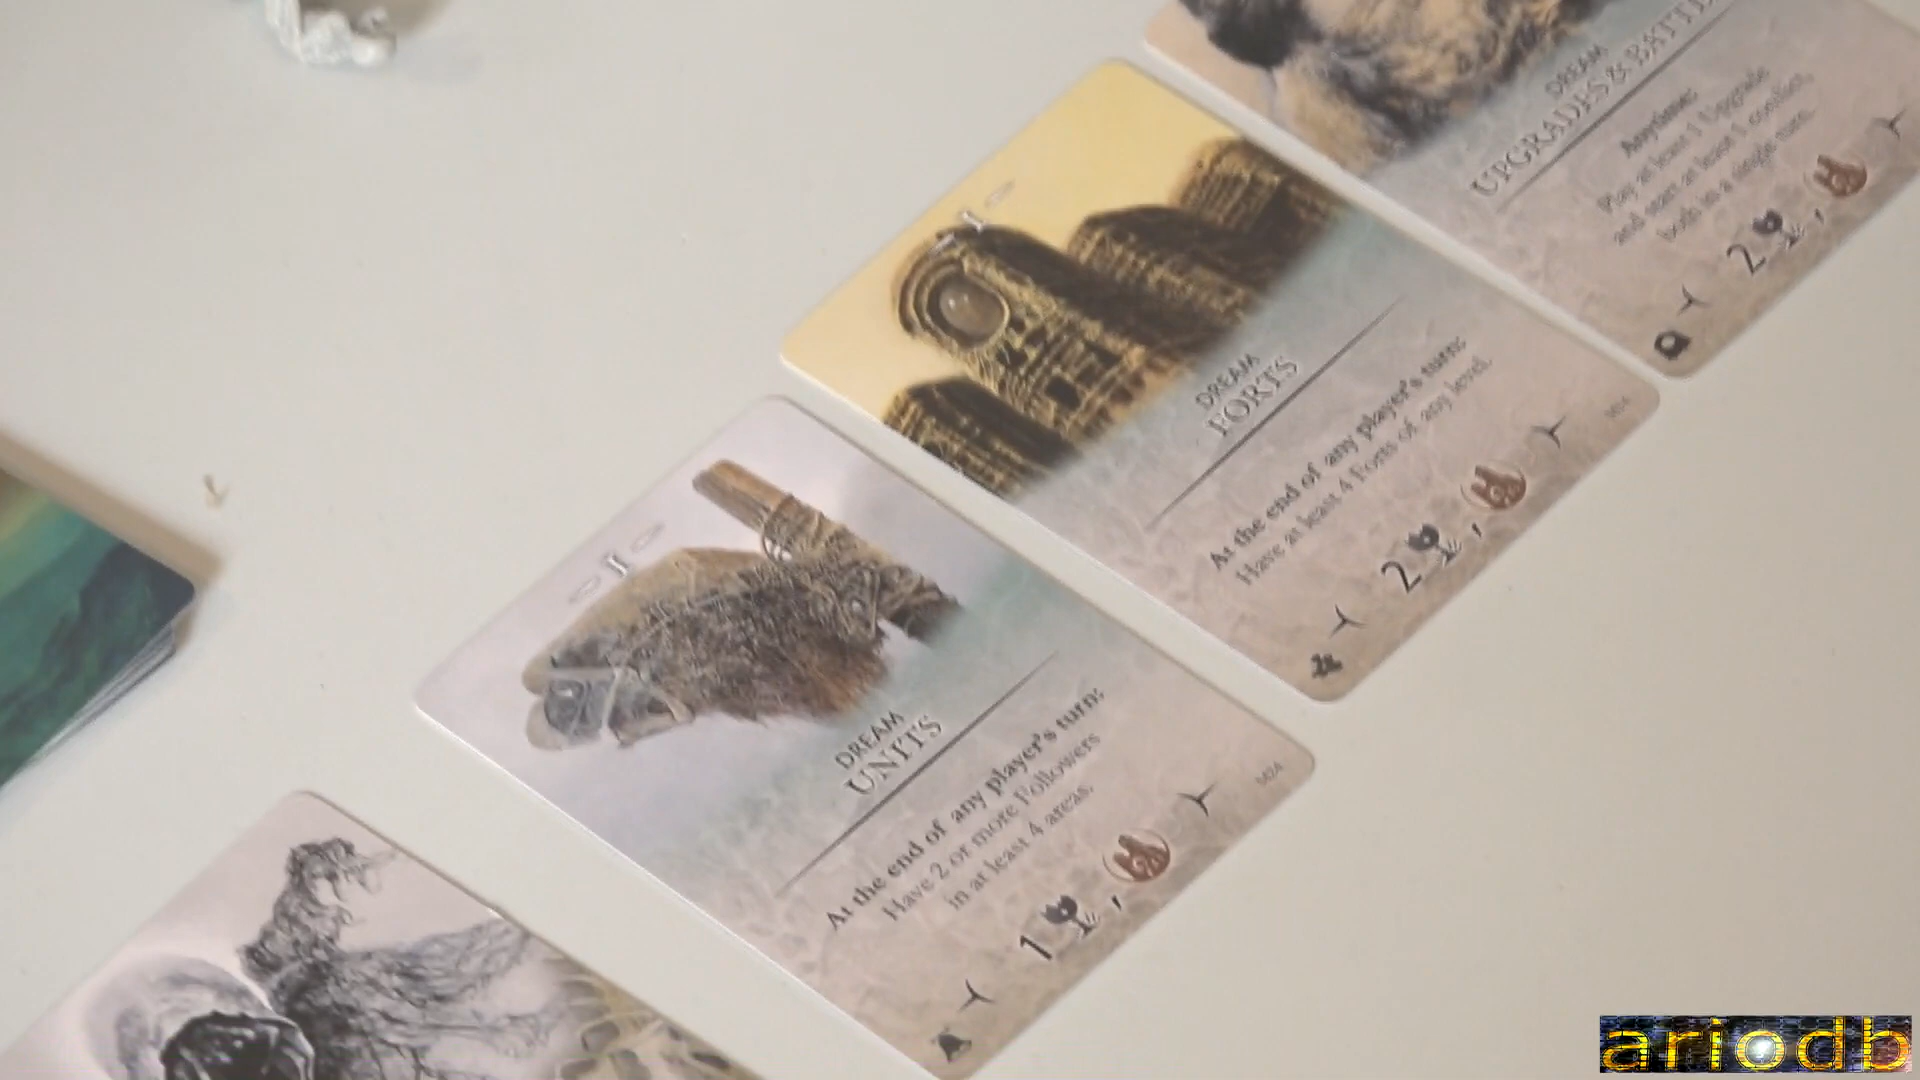 DREAM
UPGRADES & BATTLE
Anytime:
Play at least 1 Upgrade
and start at least 1 conflict,
both in a single turn.
2 ,
DREAM
FORTS
At the end of any player's turn:
Have at least 4 Forts of any level.
2 ,
DREAM
UNITS
At the end of any player's turn:
Have 2 or more Followers
in at least 4 areas.
1 ,
ariodb